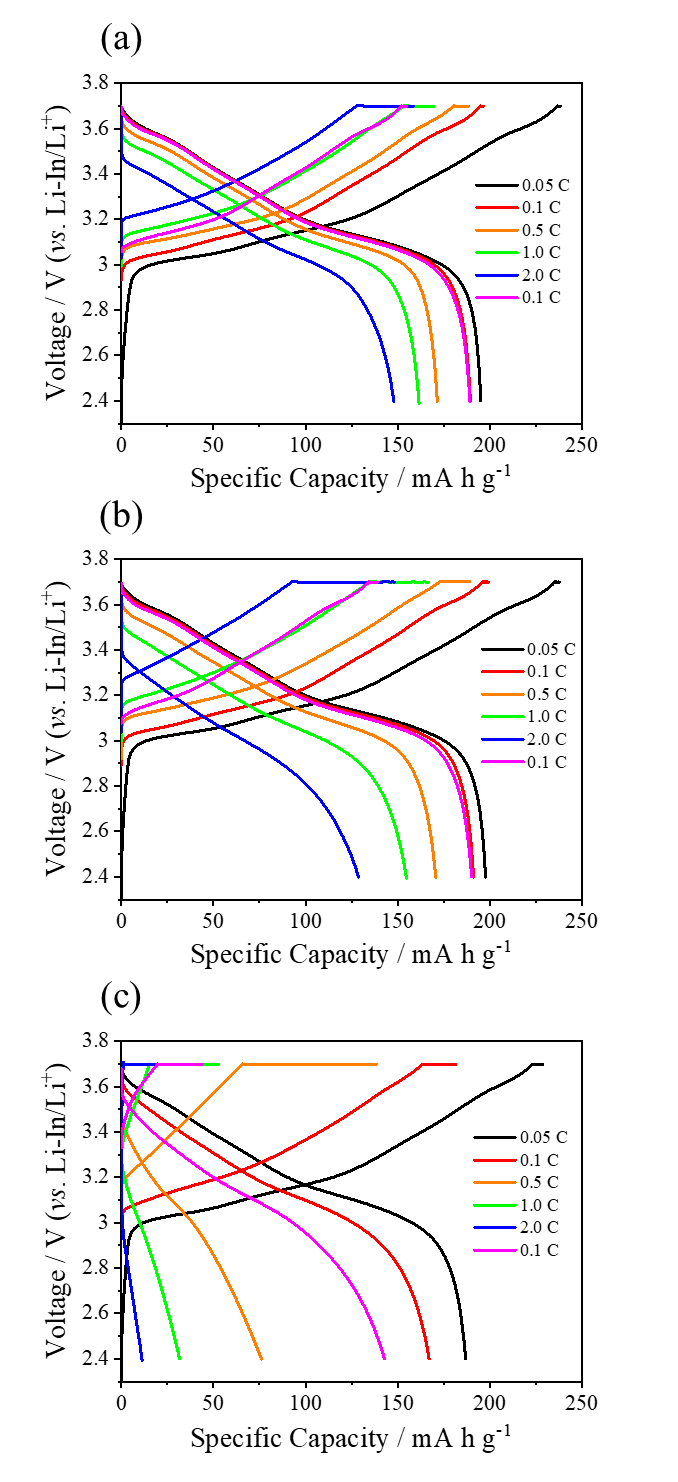 (a)
3.8
3.6
3.4
3.2
3
2.8
2.6
2.4
Voltage / V (vs. Li-In/Li+)
0.05 C
0.1 C
0.5 C
1.0 C
2.0 C
0.1 C
0 50 100 150 200 250
Specific Capacity / mA h g-1
(b)
3.8
3.6
3.4
3.2
3
2.8
2.6
2.4
Voltage / V (vs. Li-In/Li+)
0.05 C
0.1 C
0.5 C
1.0 C
2.0 C
0.1 C
0 50 100 150 200 250
Specific Capacity / mA h g-1
(c)
3.8
3.6
3.4
3.2
3
2.8
2.6
2.4
Voltage / V (vs. Li-In/Li+)
0.05 C
0.1 C
0.5 C
1.0 C
2.0 C
0.1 C
0 50 100 150 200 250
Specific Capacity / mA h g-1